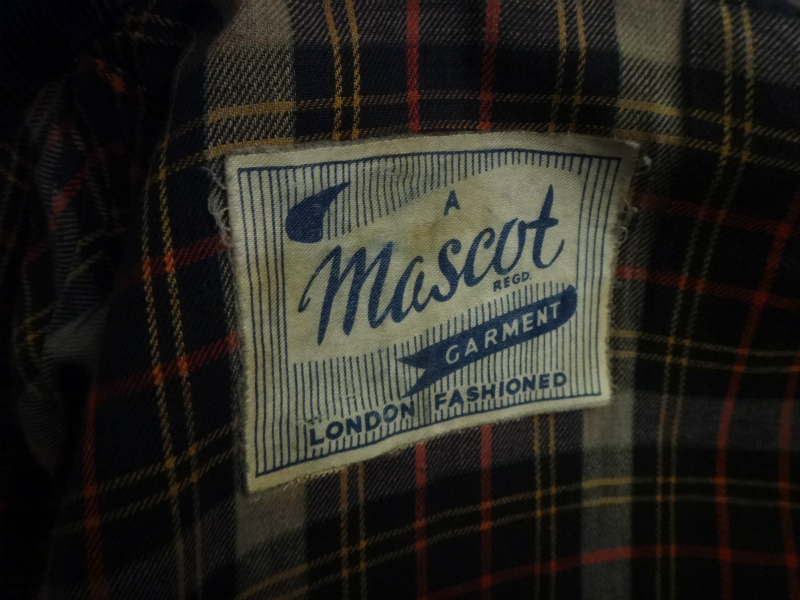 A
Mascot
REGD.
GARMENT
LONDON FASHIONED